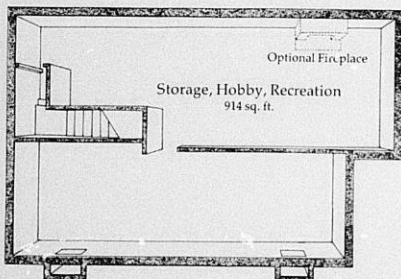 Optional Fireplace
Storage, Hobby, Recreation
914 sq. ft.